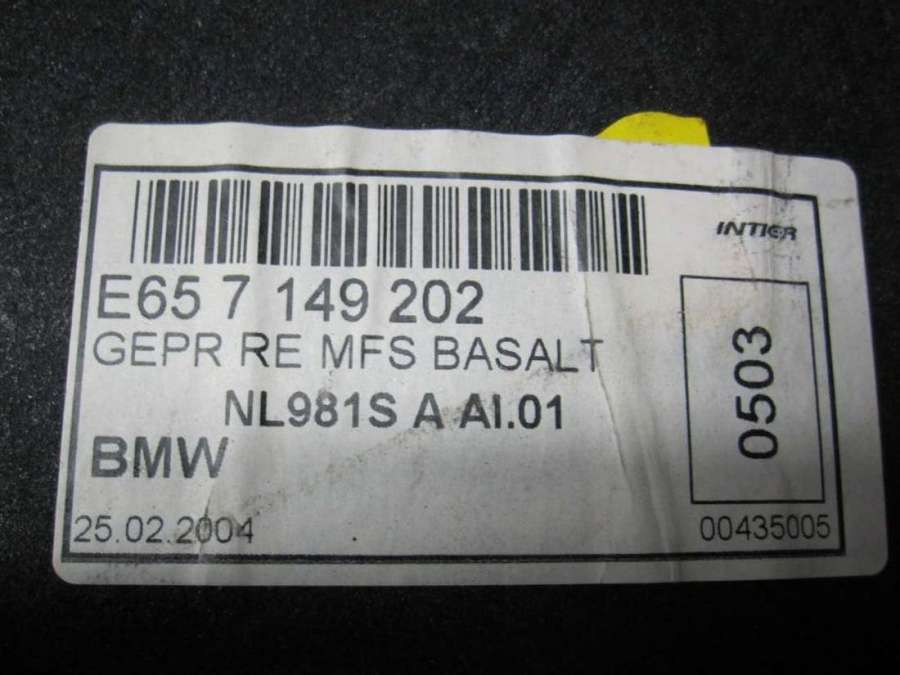 INTIER
E65 7 149 202
GEPR RE MFS BASALT
NL981S A AI.01
BMW
0503
25.02.2004
00435005